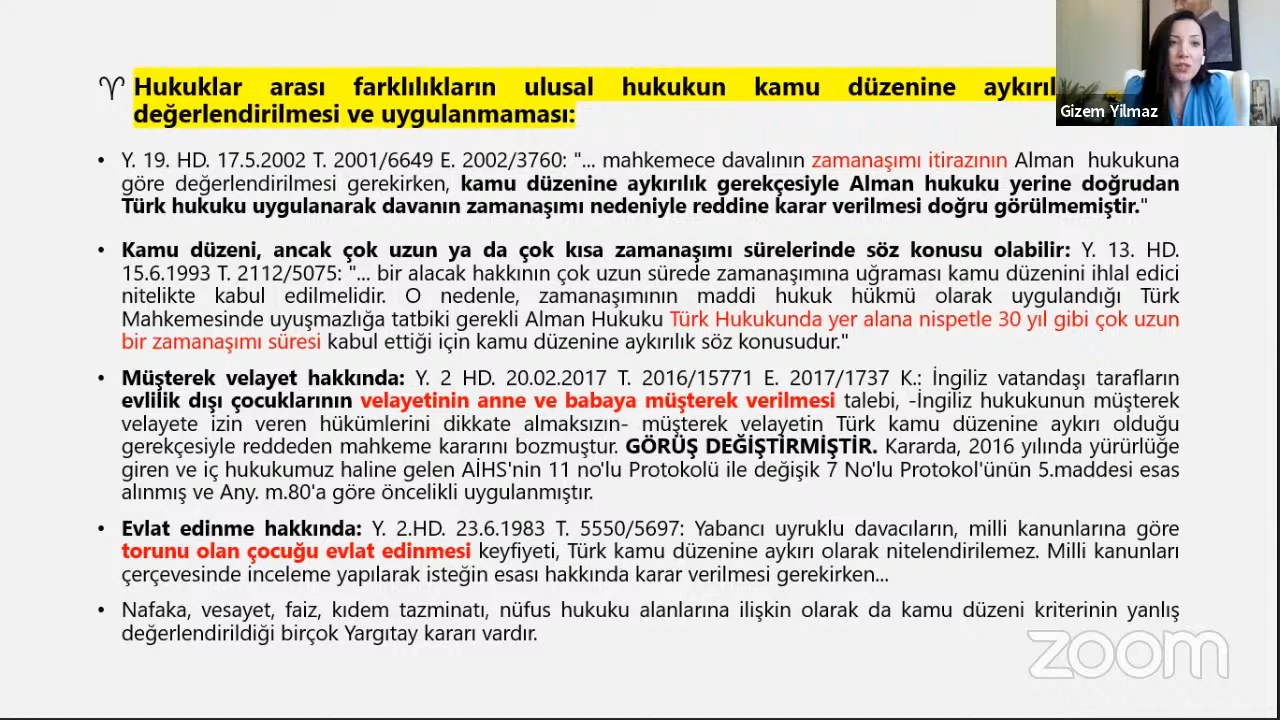 ♈ Hukuklar arası farklılıkların ulusal hukukun kamu düzenine
değerlendirilmesi ve uygulanmaması:
Gizem Yilmaz
• Y. 19. HD. 17.5.2002 T. 2001/6649 E. 2002/3760: "... mahkemece davalının zamanaşımı itirazının Alman hukukuna
göre değerlendirilmesi gerekirken, kamu düzenine aykırılık gerekçesiyle Alman hukuku yerine doğrudan
Türk hukuku uygulanarak davanın zamanaşımı nedeniyle reddine karar verilmesi doğru görülmemiştir."
• Kamu düzeni, ancak çok uzun ya da çok kısa zamanaşımı sürelerinde söz konusu olabilir: Y. 13. HD.
15.6.1993 T. 2112/5075: "... bir alacak hakkının çok uzun sürede zamanaşımına uğraması kamu düzenini ihlal edici
nitelikte kabul edilmelidir. O nedenle, zamanaşımının maddi hukuk hükmü olarak uygulandığı Türk
Mahkemesinde uyuşmazlığa tatbiki gerekli Alman Hukuku Türk Hukukunda yer alana nispetle 30 yıl gibi çok uzun
bir zamanaşımı süresi kabul ettiği için kamu düzenine aykırılık söz konusudur."
• Müşterek velayet hakkında: Y. 2 HD. 20.02.2017 T. 2016/15771 E. 2017/1737 K.: İngiliz vatandaşı tarafların
evlilik dışı çocuklarının velayetinin anne ve babaya müşterek verilmesi talebi, -İngiliz hukukunun müşterek
velayete izin veren hükümlerini dikkate almaksızın- müşterek velayetin Türk kamu düzenine aykırı olduğu
gerekçesiyle reddeden mahkeme kararını bozmuştur. GÖRÜŞ DEĞİŞTİRMİŞTİR. Kararda, 2016 yılında yürürlüğe
giren ve iç hukukumuz haline gelen AİHS'nin 11 no'lu Protokolü ile değişik 7 No'lu Protokol'ünün 5.maddesi esas
alınmış ve Any. m.80'a göre öncelikli uygulanmıştır.
• Evlat edinme hakkında: Y. 2.HD. 23.6.1983 T. 5550/5697: Yabancı uyruklu davacıların, milli kanunlarına göre
torunu olan çocuğu evlat edinmesi keyfiyeti, Türk kamu düzenine aykırı olarak nitelendirilemez. Milli kanunları
çerçevesinde inceleme yapılarak isteğin esası hakkında karar verilmesi gerekirken...
• Nafaka, vesayet, faiz, kıdem tazminatı, nüfus hukuku alanlarına ilişkin olarak da kamu düzeni kriterinin yanlış
değerlendirildiği birçok Yargıtay kararı vardır.
zoom